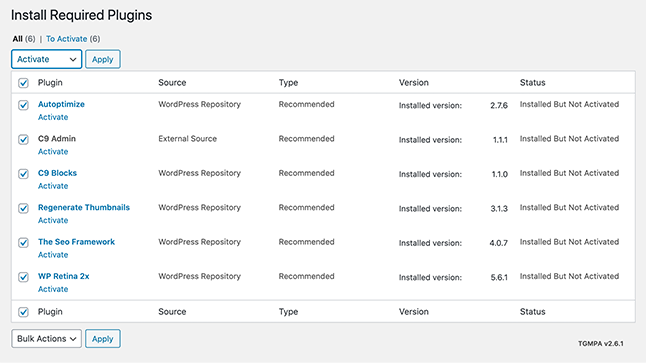 Install Required Plugins
All (6) | To Activate (6)
Activate Apply
Plugin Source Type Version Status
Autoptimize WordPress Repository Recommended Installed version: 2.7.6 Installed But Not Activated
Activate
C9 Admin External Source Recommended Installed version: 1.1.1 Installed But Not Activated
Activate
C9 Blocks WordPress Repository Recommended Installed version: 1.1.0 Installed But Not Activated
Activate
Regenerate Thumbnails WordPress Repository Recommended Installed version: 3.1.3 Installed But Not Activated
Activate
The Seo Framework WordPress Repository Recommended Installed version: 4.0.7 Installed But Not Activated
Activate
WP Retina 2x WordPress Repository Recommended Installed version: 5.6.1 Installed But Not Activated
Activate
Plugin Source Type Version Status
Bulk Actions Apply
TGMPA v2.6.1